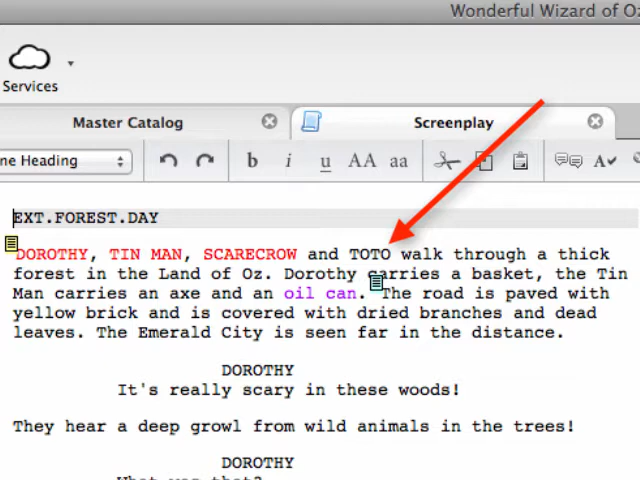 Wonderful Wizard of Oz
Services
Master Catalog
Screenplay
ne Heading
b i u AA aa A
EXT.FOREST.DAY
DOROTHY, TIN MAN, SCARECROW and TOTO walk through a thick
forest in the Land of Oz. Dorothy carries a basket, the Tin
Man carries an axe and an oil can. The road is paved with
yellow brick and is covered with dried branches and dead
leaves. The Emerald City is seen far in the distance.
DOROTHY
It's really scary in these woods!
They hear a deep growl from wild animals in the trees!
DOROTHY
What was that?